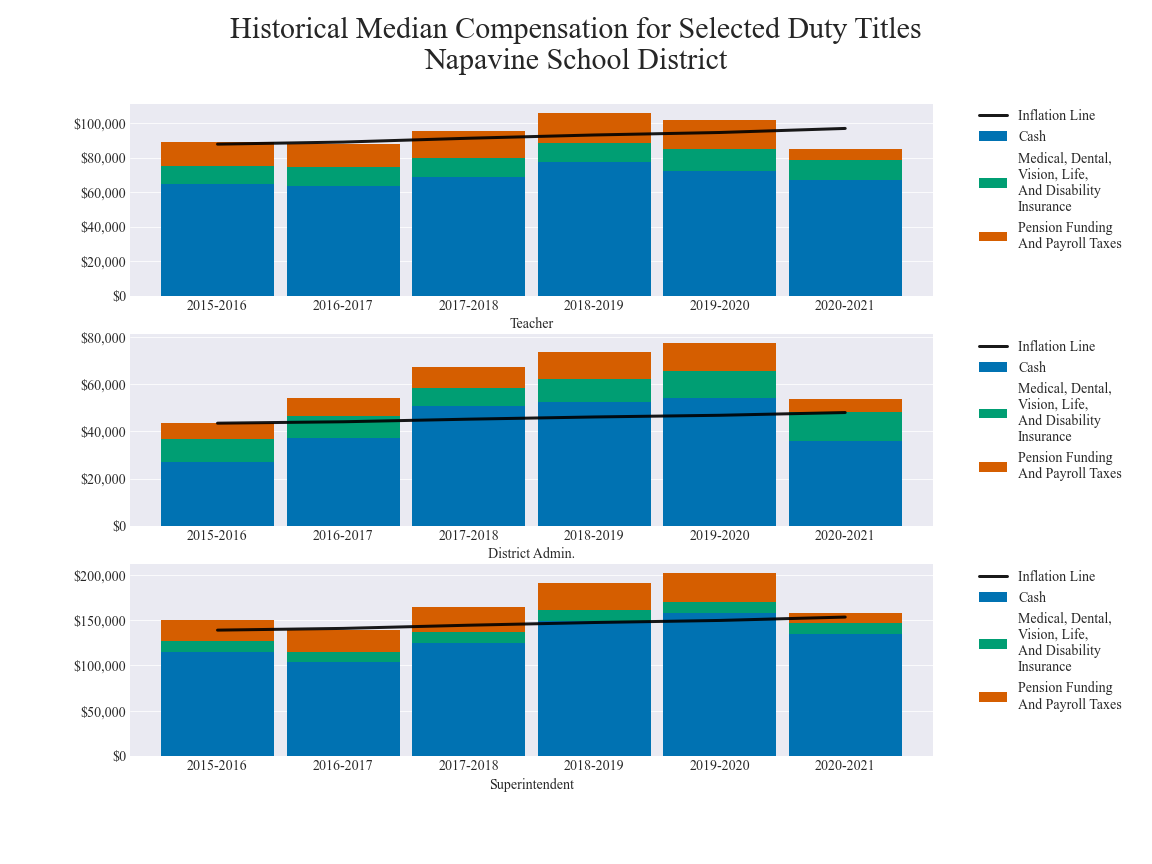 Historical Median Compensation for Selected Duty Titles
Napavine School District
$100,000
$80,000
$60,000
$40,000
$20,000
$0
2015-2016 2016-2017 2017-2018 2018-2019 2019-2020 2020-2021
Teacher
Inflation Line
Cash
Medical, Dental,
Vision, Life,
And Disability
Insurance
Pension Funding
And Payroll Taxes
$80,000
$60,000
$40,000
$20,000
$0
2015-2016 2016-2017 2017-2018 2018-2019 2019-2020 2020-2021
District Admin.
Inflation Line
Cash
Medical, Dental,
Vision, Life,
And Disability
Insurance
Pension Funding
And Payroll Taxes
$200,000
$150,000
$100,000
$50,000
$0
2015-2016 2016-2017 2017-2018 2018-2019 2019-2020 2020-2021
Superintendent
Inflation Line
Cash
Medical, Dental,
Vision, Life,
And Disability
Insurance
Pension Funding
And Payroll Taxes